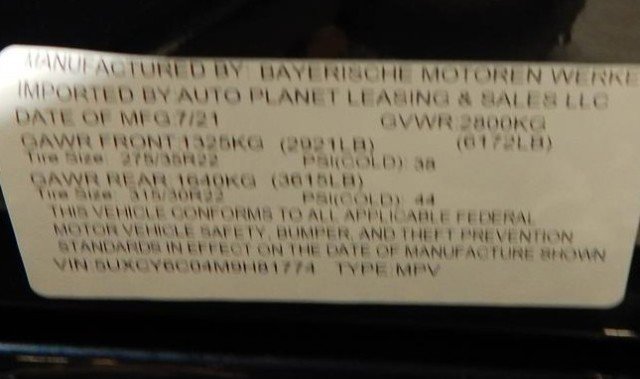 MANUFACTURED BY: BAYERISCHE MOTOREN WERKE
IMPORTED BY AUTO PLANET LEASING & SALES LLC
DATE OF MFG 7/21 GVWR:2800KG
GAWR FRONT:1325KG (2921LB) (6172LB)
Tire Size: 275/35R22 PSI(COLD): 38
GAWR REAR:1640KG (3615LB)
Tire Size: 315/30R22 PSI(COLD): 44
THIS VEHICLE CONFORMS TO ALL APPLICABLE FEDERAL
MOTOR VEHICLE SAFETY, BUMPER, AND THEFT PREVENTION
STANDARDS IN EFFECT ON THE DATE OF MANUFACTURE SHOWN
VIN:5UXCY6C04M9H81774 TYPE:MPV